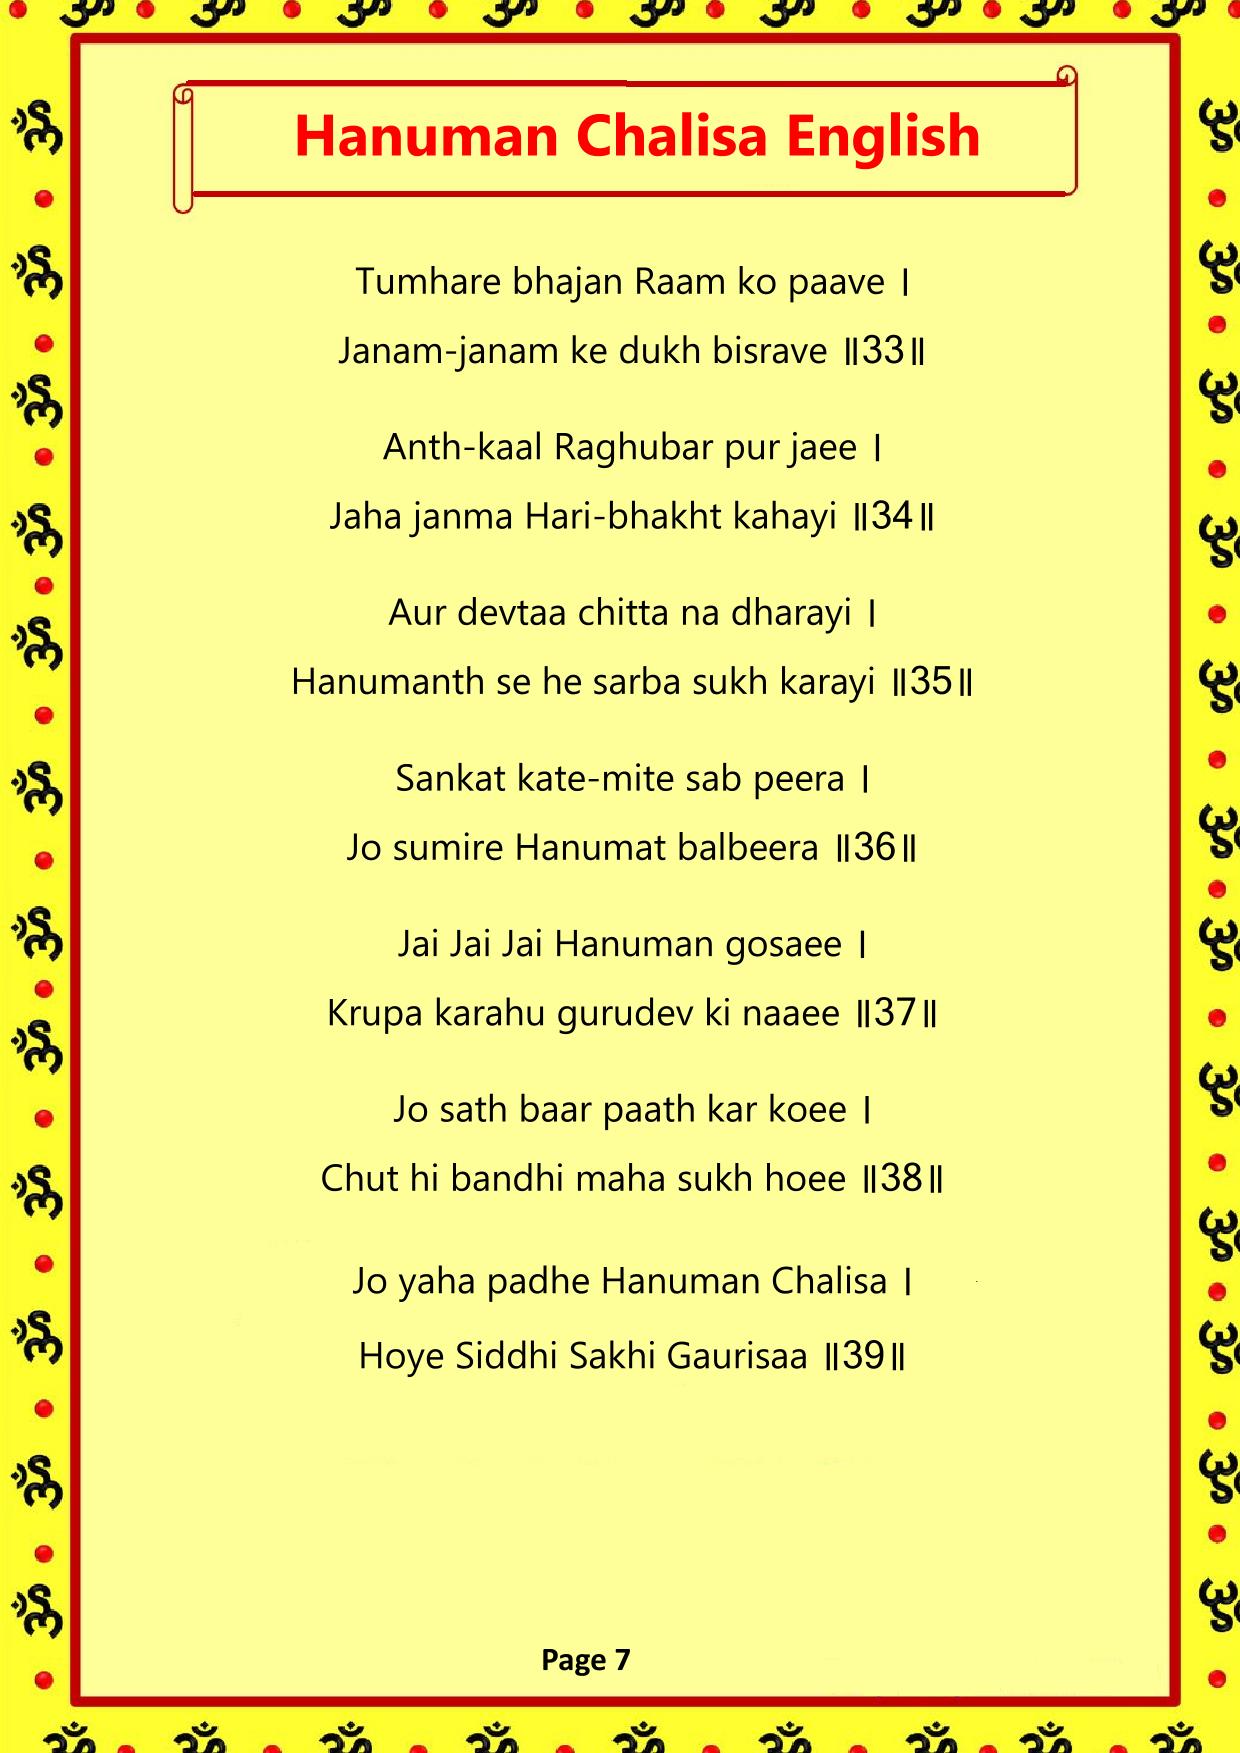 Hanuman Chalisa English
Tumhare bhajan Raam ko paave ।
Janam-janam ke dukh bisrave ॥33॥
Anth-kaal Raghubar pur jaee ।
Jaha janma Hari-bhakht kahayi ॥34॥
Aur devtaa chitta na dharayi ।
Hanumanth se he sarba sukh karayi ॥35॥
Sankat kate-mite sab peera ।
Jo sumire Hanumat balbeera ॥36॥
Jai Jai Jai Hanuman gosaee ।
Krupa karahu gurudev ki naaee ॥37॥
Jo sath baar paath kar koee ।
Chut hi bandhi maha sukh hoee ॥38॥
Jo yaha padhe Hanuman Chalisa ।
Hoye Siddhi Sakhi Gaurisaa ॥39॥
Page 7